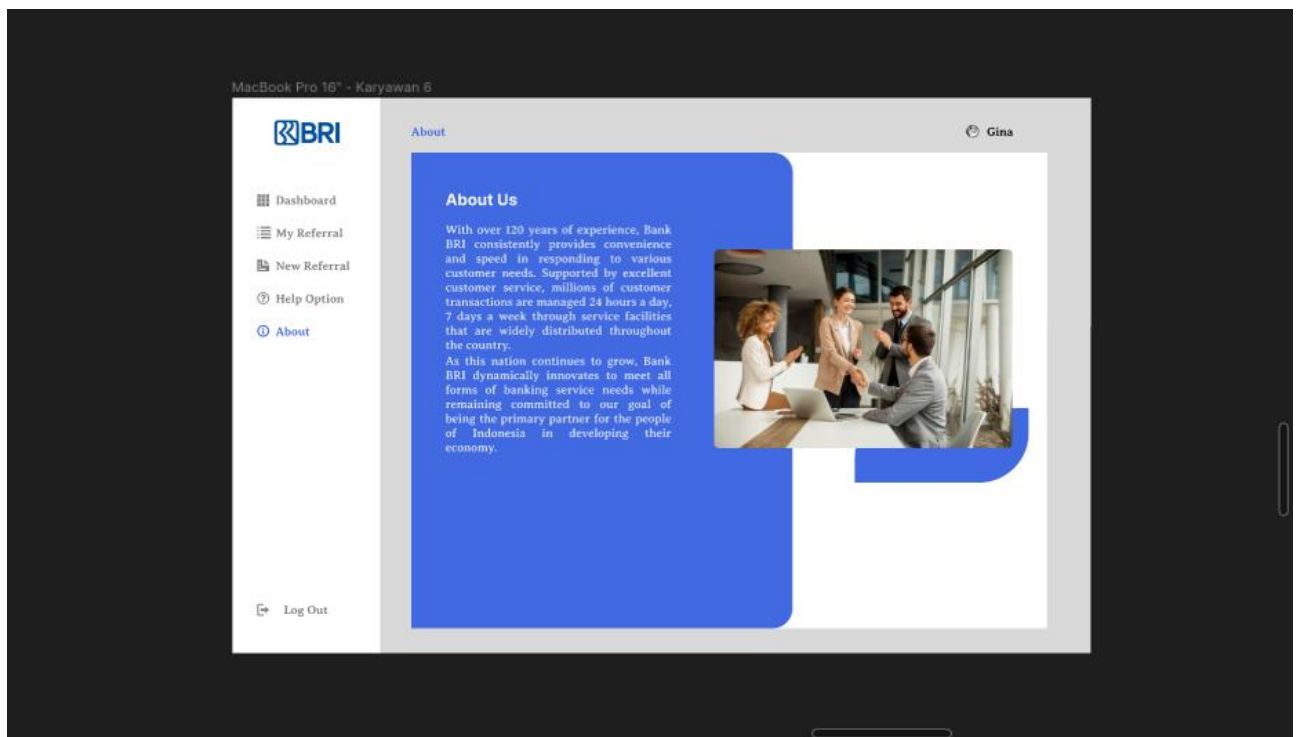 MacBook Pro 16" - Karyawan 6
BRI
About
Gina
Dashboard
My Referral
New Referral
Help Option
About
Log Out
About Us
With over 120 years of experience, Bank
BRI consistently provides convenience
and speed in responding to various
customer needs. Supported by excellent
customer service, millions of customer
transactions are managed 24 hours a day,
7 days a week through service facilities
that are widely distributed throughout
the country.
As this nation continues to grow, Bank
BRI dynamically innovates to meet all
forms of banking service needs while
remaining committed to our goal of
being the primary partner for the people
of Indonesia in developing their
economy.